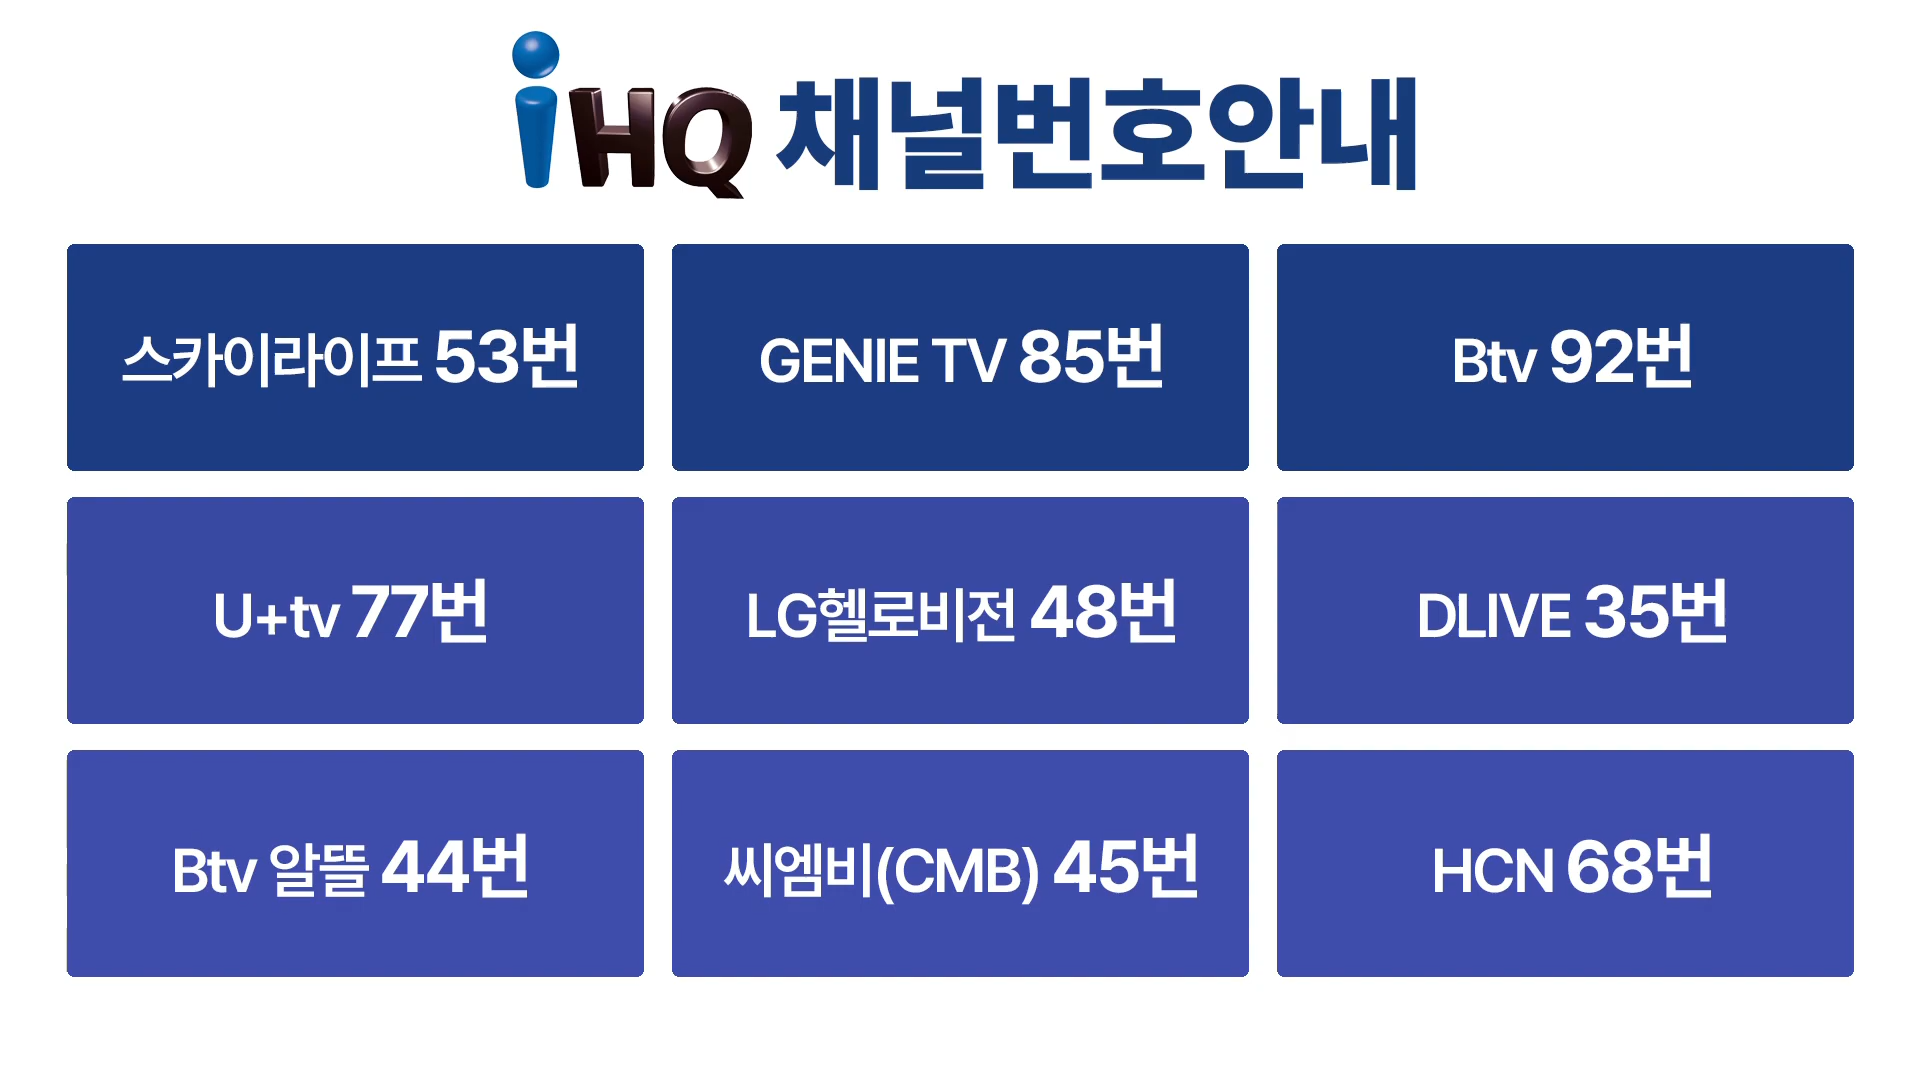 iHQ 채널번호안내
스카이라이프 53번
GENIE TV 85번
Btv 92번
U+tv 77번
LG헬로비전 48번
DLIVE 35번
Btv 알뜰 44번
씨엠비(CMB) 45번
HCN 68번